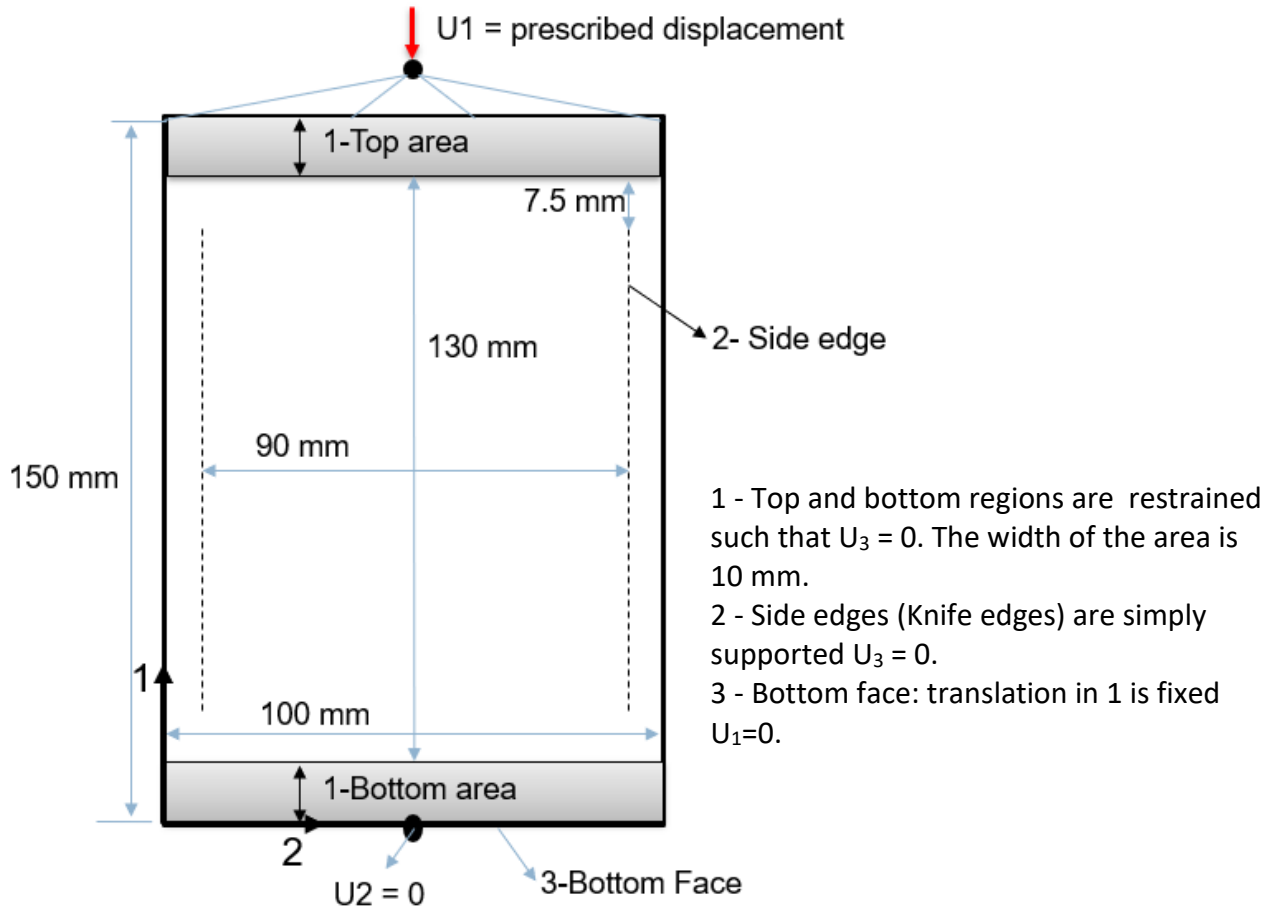 U1 = prescribed displacement
1-Top area
7.5 mm
2- Side edge
130 mm
90 mm
150 mm
1 - Top and bottom regions are  restrained
such that U₃ = 0. The width of the area is
10 mm.
2 - Side edges (Knife edges) are simply
supported U₃ = 0.
3 - Bottom face: translation in 1 is fixed
U₁=0.
1
100 mm
1-Bottom area
2
U2 = 0
3-Bottom Face